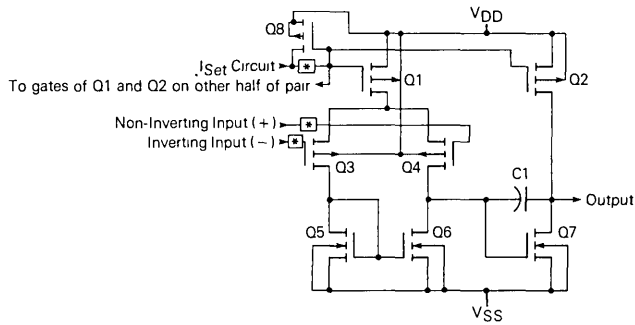 VDD
Q8
ISet Circuit
*
Q1
Q2
To gates of Q1 and Q2 on other half of pair
Non-Inverting Input (+)
*
Inverting Input (−)
*
Q3
Q4
C1
Output
Q5
Q6
Q7
VSS